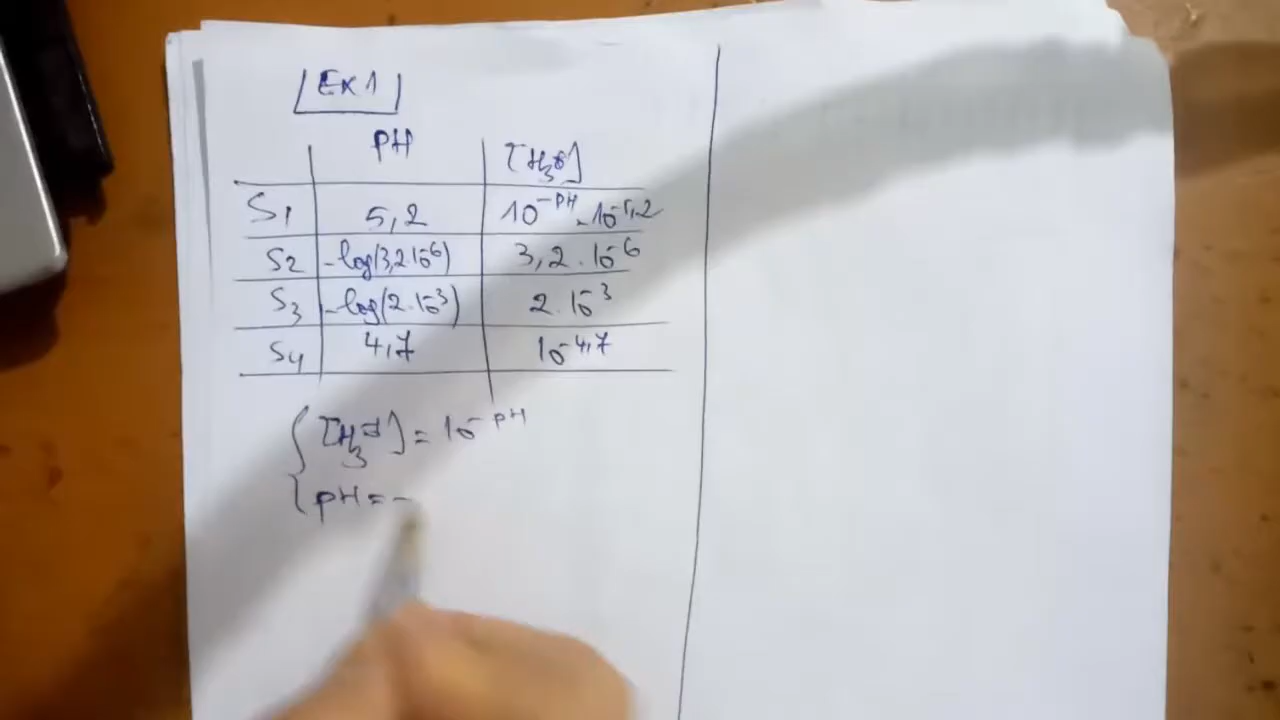 EX 1
PH [H3O+]
S1 5,2 10^-PH = 10^-5,2
S2 -log(3,2.10^-6) 3,2.10^-6
S3 -log(2.10^-3) 2.10^-3
S4 4,7 10^-4,7
[H3O+] = 10^-PH
pH = -